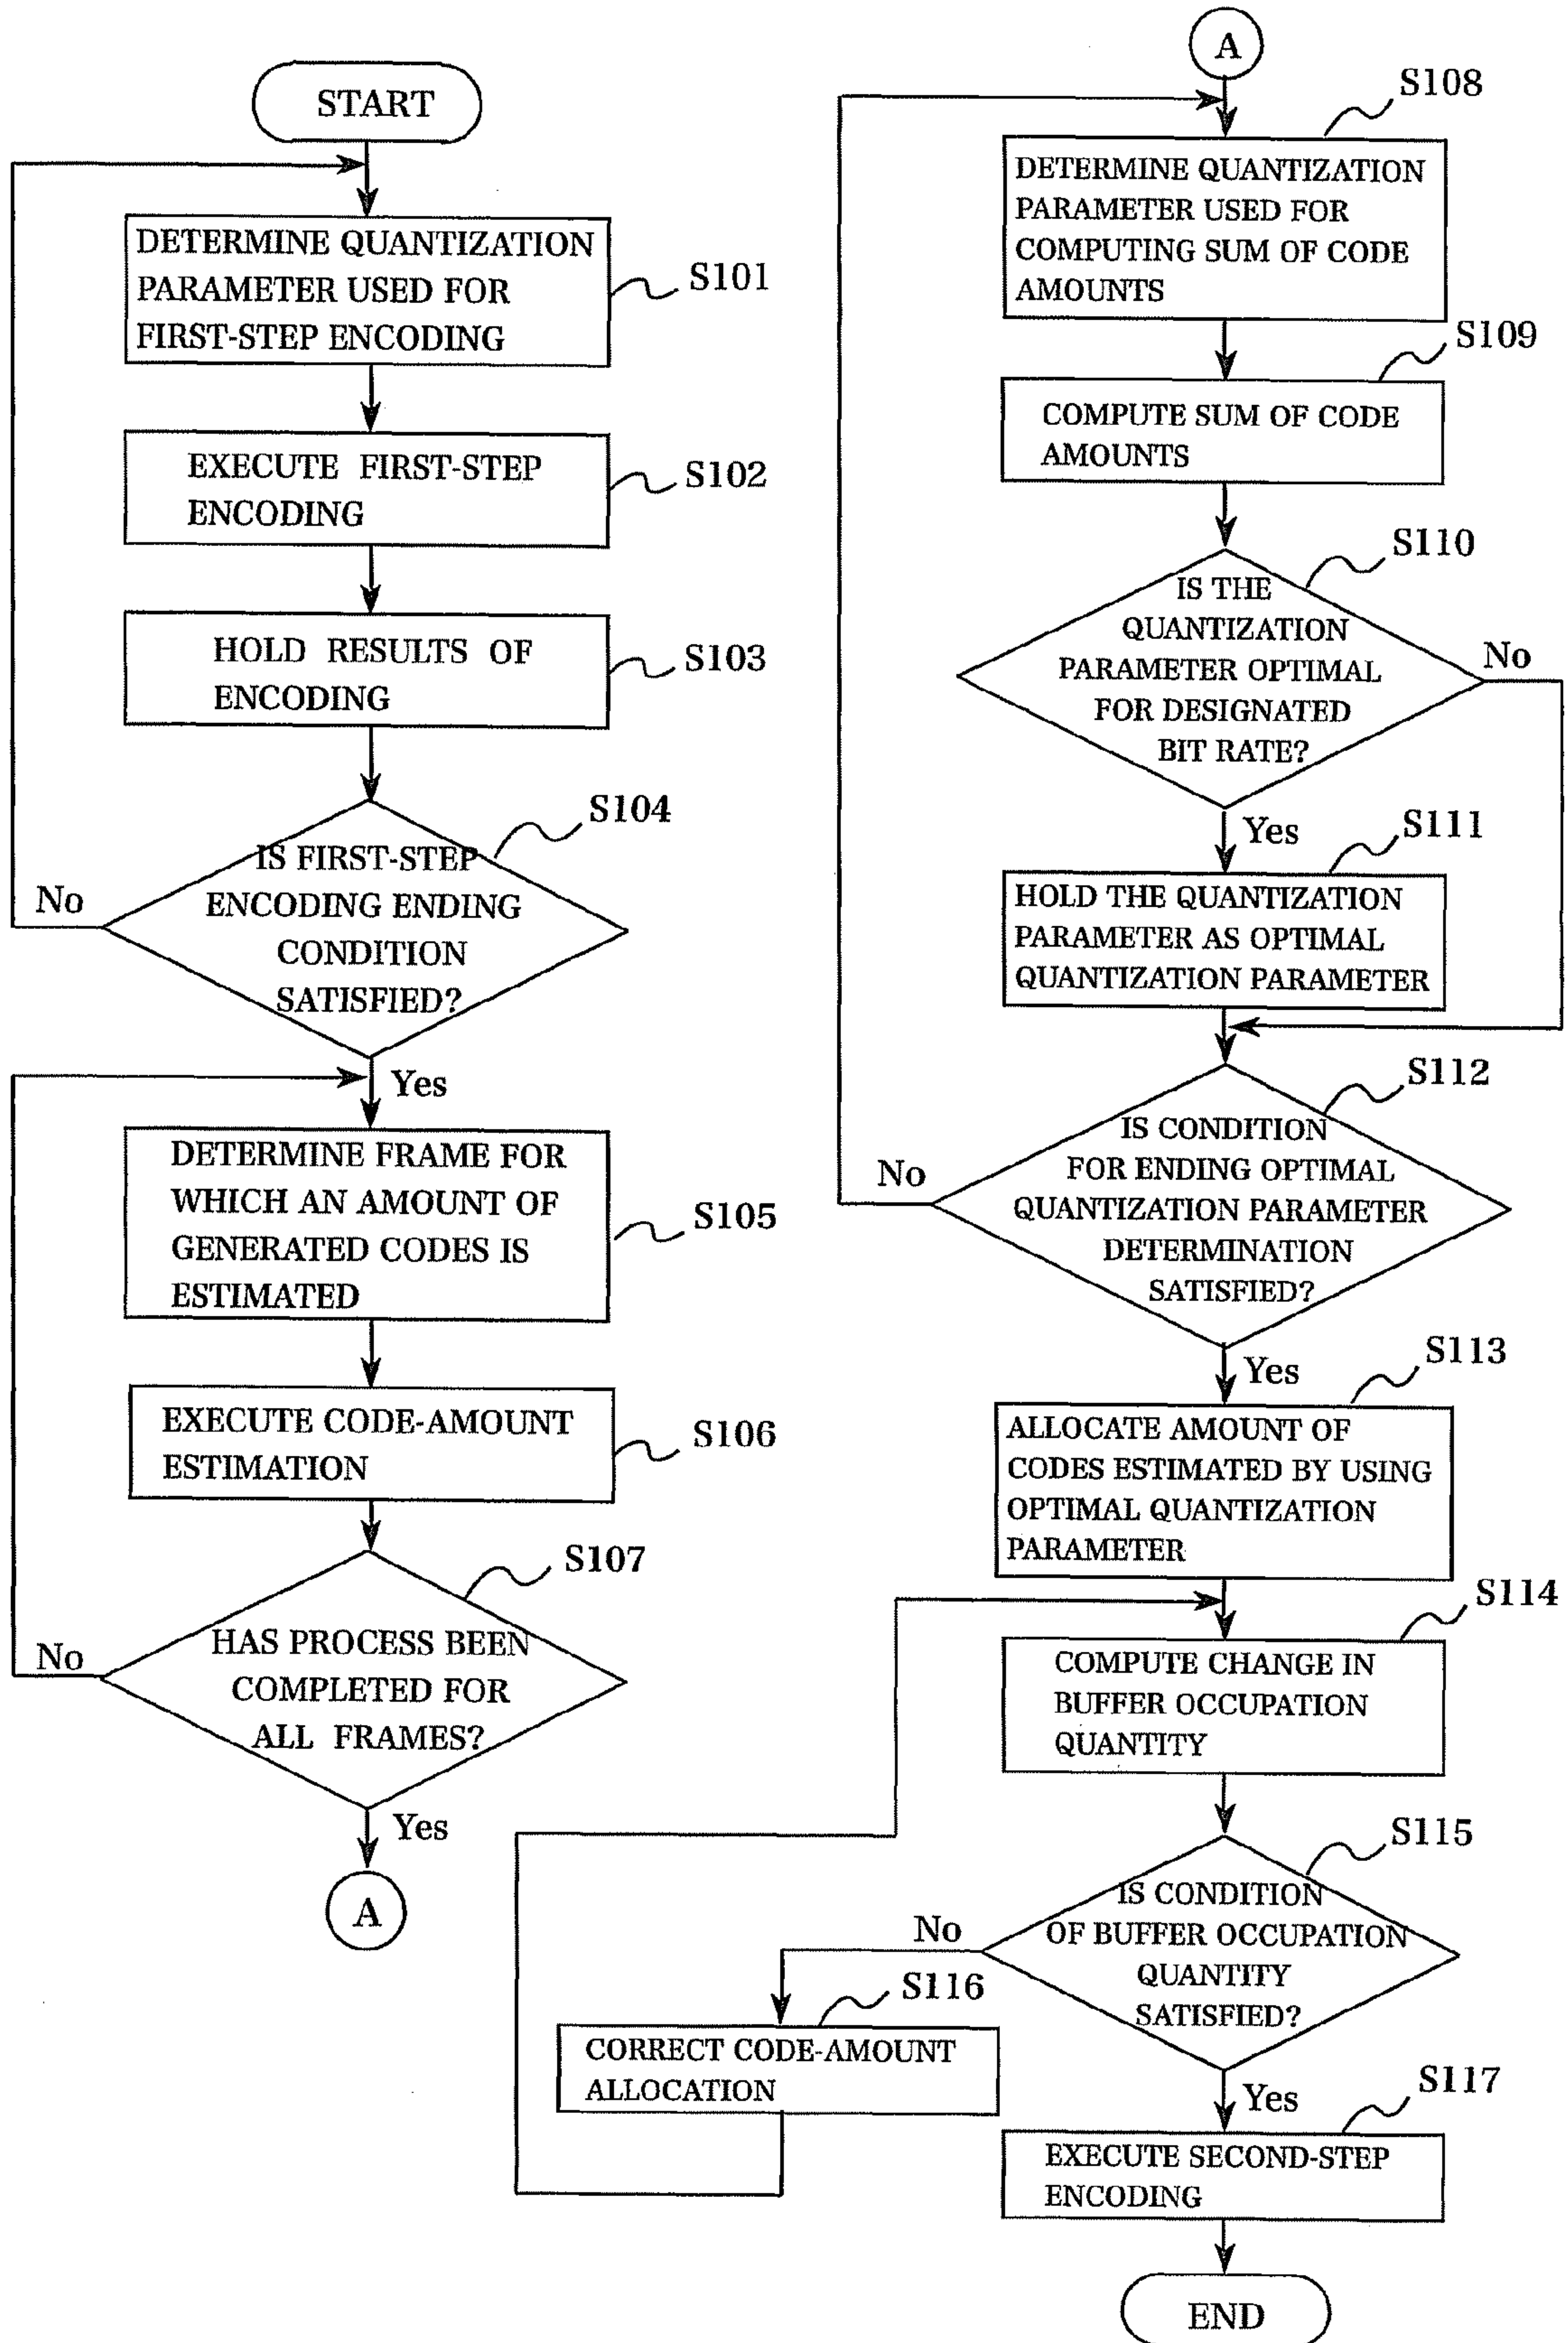 START
DETERMINE QUANTIZATION
PARAMETER USED FOR
FIRST-STEP ENCODING
S101
EXECUTE FIRST-STEP
ENCODING
S102
HOLD RESULTS OF
ENCODING
S103
S104
IS FIRST-STEP
ENCODING ENDING
CONDITION
SATISFIED?
No
Yes
DETERMINE FRAME FOR
WHICH AN AMOUNT OF
GENERATED CODES IS
ESTIMATED
S105
EXECUTE CODE-AMOUNT
ESTIMATION
S106
S107
HAS PROCESS BEEN
COMPLETED FOR
ALL FRAMES?
No
Yes
A
A
S108
DETERMINE QUANTIZATION
PARAMETER USED FOR
COMPUTING SUM OF CODE
AMOUNTS
S109
COMPUTE SUM OF CODE
AMOUNTS
S110
IS THE
QUANTIZATION
PARAMETER OPTIMAL
FOR DESIGNATED
BIT RATE?
No
Yes
S111
HOLD THE QUANTIZATION
PARAMETER AS OPTIMAL
QUANTIZATION PARAMETER
S112
IS CONDITION
FOR ENDING OPTIMAL
QUANTIZATION PARAMETER
DETERMINATION
SATISFIED?
No
Yes
S113
ALLOCATE AMOUNT OF
CODES ESTIMATED BY USING
OPTIMAL QUANTIZATION
PARAMETER
S114
COMPUTE CHANGE IN
BUFFER OCCUPATION
QUANTITY
S115
IS CONDITION
OF BUFFER OCCUPATION
QUANTITY
SATISFIED?
No
S116
CORRECT CODE-AMOUNT
ALLOCATION
Yes
S117
EXECUTE SECOND-STEP
ENCODING
END